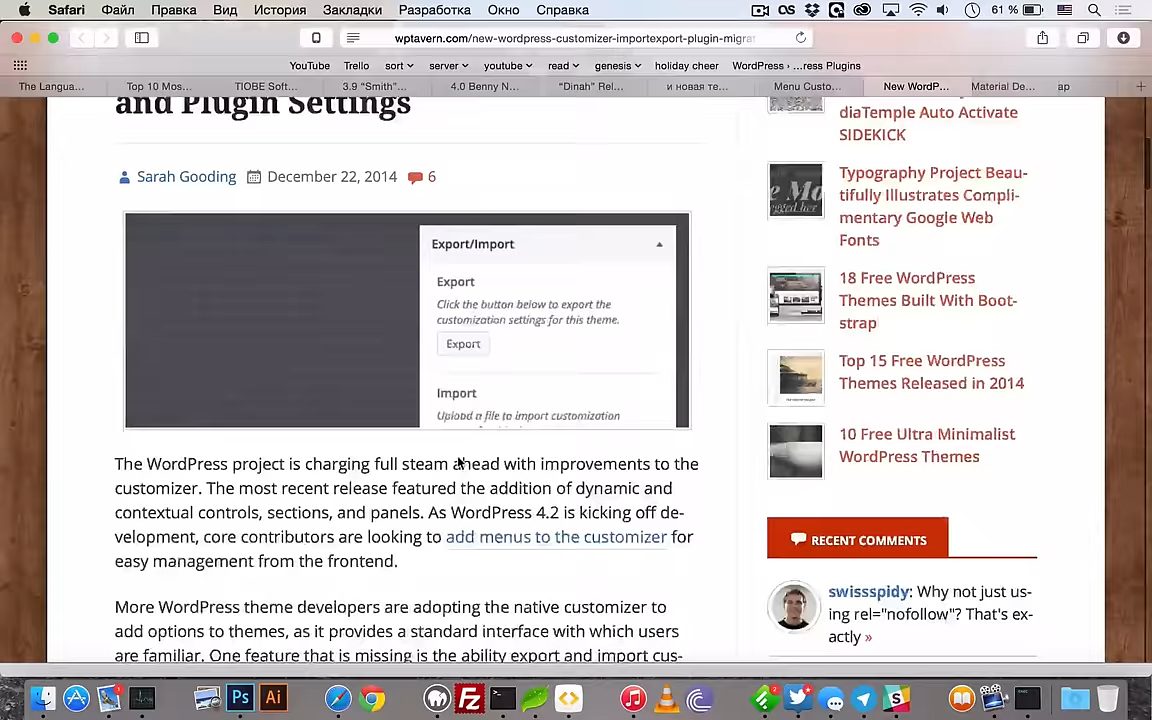 Safari Файл Правка Вид История Закладки Разработка Окно Справка 61 %
wptavern.com/new-wordpress-customizer-importexport-plugin-migra
YouTube Trello sort server youtube read genesis holiday cheer WordPress › ...ress Plugins
The Langua... Top 10 Mos... TIOBE Soft... 3.9 “Smith”... 4.0 Benny N... “Dinah” Rel... и новая те... Menu Custo... New WordP... Material De... ap
and Plugin Settings
Sarah Gooding December 22, 2014 6
Export/Import
Export
Click the button below to export the
customization settings for this theme.
Export
Import
Upload a file to import customization
The WordPress project is charging full steam ahead with improvements to the
customizer. The most recent release featured the addition of dynamic and
contextual controls, sections, and panels. As WordPress 4.2 is kicking off de-
velopment, core contributors are looking to add menus to the customizer for
easy management from the frontend.
More WordPress theme developers are adopting the native customizer to
add options to themes, as it provides a standard interface with which users
are familiar. One feature that is missing is the ability export and import cus-
diaTemple Auto Activate
SIDEKICK
Typography Project Beau-
tifully Illustrates Compli-
mentary Google Web
Fonts
18 Free WordPress
Themes Built With Boot-
strap
Top 15 Free WordPress
Themes Released in 2014
10 Free Ultra Minimalist
WordPress Themes
RECENT COMMENTS
swissspidy: Why not just us-
ing rel="nofollow"? That's ex-
actly »
Ps Ai